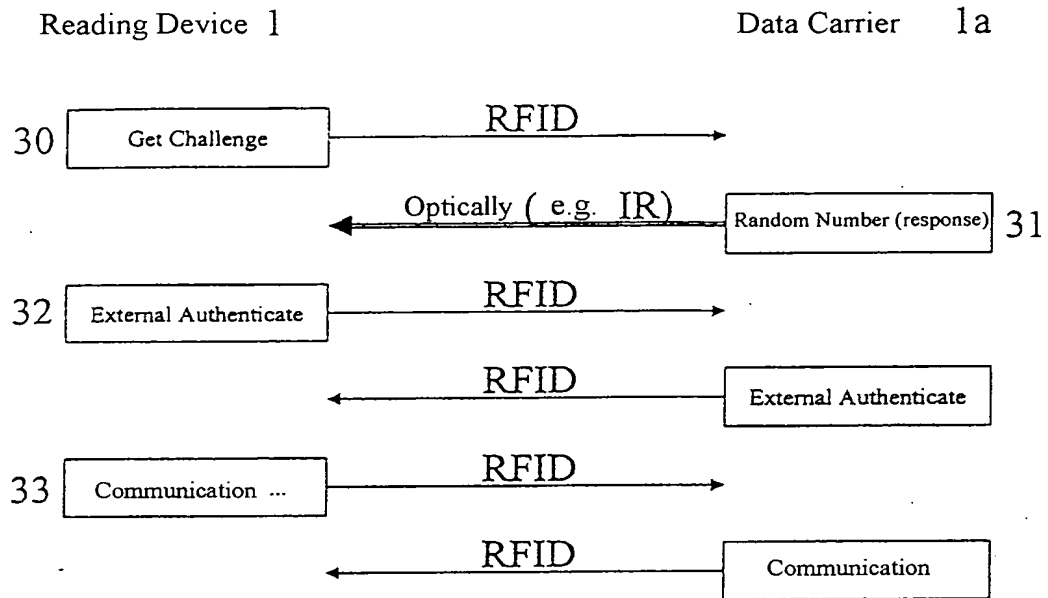 Reading Device 1 Data Carrier 1a
RFID
30 Get Challenge
Optically ( e.g. IR)
Random Number (response) 31
RFID
32 External Authenticate
RFID
External Authenticate
RFID
33 Communication ...
RFID
Communication